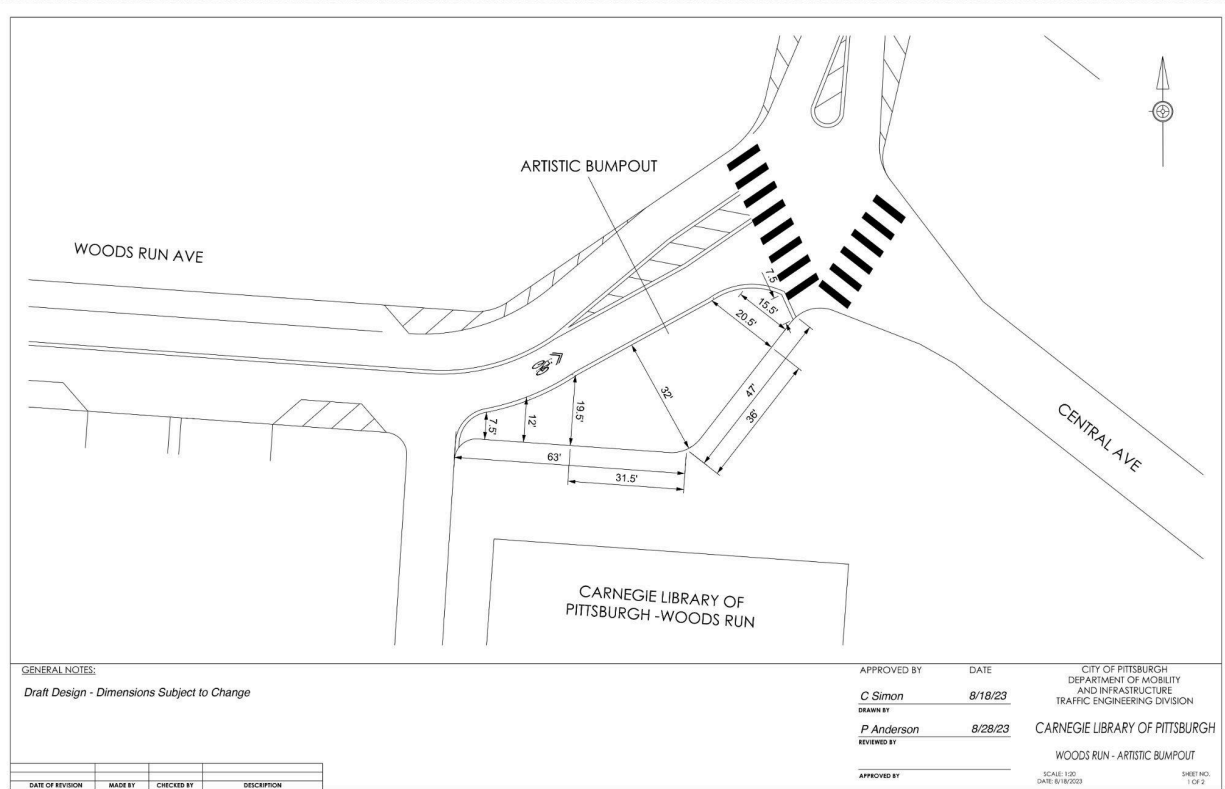 ARTISTIC BUMPOUT
WOODS RUN AVE
7.5'
15.5'
20.5'
32'
47'
36'
19.5'
12'
7.5'
63'
31.5'
CENTRAL AVE
CARNEGIE LIBRARY OF
PITTSBURGH -WOODS RUN
GENERAL NOTES:
Draft Design - Dimensions Subject to Change
DATE OF REVISION MADE BY CHECKED BY DESCRIPTION
APPROVED BY DATE
C Simon 8/18/23
DRAWN BY
P Anderson 8/28/23
REVIEWED BY
APPROVED BY
CITY OF PITTSBURGH
DEPARTMENT OF MOBILITY
AND INFRASTRUCTURE
TRAFFIC ENGINEERING DIVISION
CARNEGIE LIBRARY OF PITTSBURGH
WOODS RUN - ARTISTIC BUMPOUT
SCALE: 1:20
DATE: 8/18/2023
SHEET NO.
1 OF 2